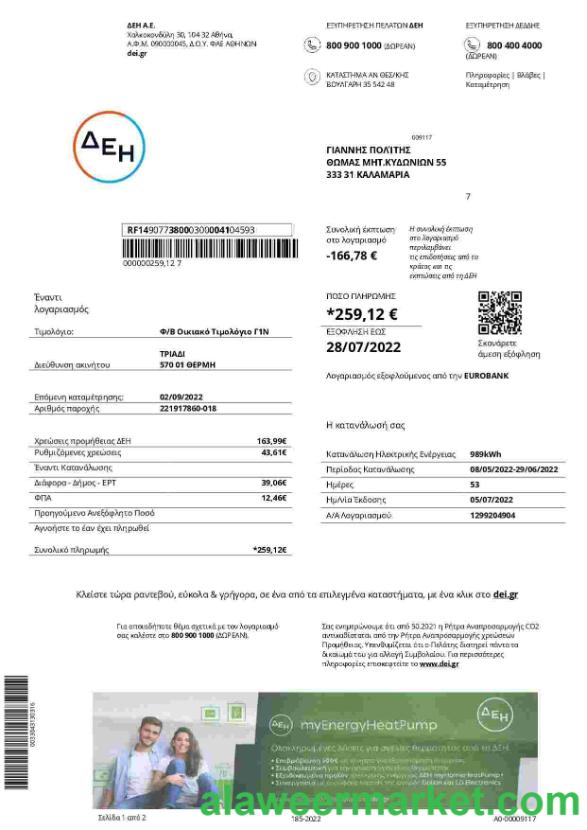 ΔΕΗ Α.Ε.
Χαλκοκονδύλη 30, 104 32 Αθήνα,
Α.Φ.Μ. 090000045, Δ.Ο.Υ. ΦΑΕ ΑΘΗΝΩΝ
dei.gr
ΕΞΥΠΗΡΕΤΗΣΗ ΠΕΛΑΤΩΝ ΔΕΗ
800 900 1000 (ΔΩΡΕΑΝ)
ΚΑΤΑΣΤΗΜΑ ΑΝ ΘΕΣ/ΚΗΣ
ΒΟΥΛΓΑΡΗ 35 542 48
ΕΞΥΠΗΡΕΤΗΣΗ ΔΕΔΔΗΕ
800 400 4000
(ΔΩΡΕΑΝ)
Πληροφορίες | Βλάβες |
Καταμέτρηση
ΔΕΗ
009117
ΓΙΑΝΝΗΣ ΠΟΛΪΤΗΣ
ΘΩΜΑΣ ΜΗΤ.ΚΥΔΩΝΙΩΝ 55
333 31 ΚΑΛΑΜΑΡΙΑ
7
RF149077380003000004104593
000000259,12 7
Συνολική έκπτωση
στο λογαριασμό
-166,78 €
Η συνολική έκπτωση
στο λογαριασμό
περιλαμβάνει
τις επιδοτήσεις από το
κράτος και τις
εκπτώσεις από τη ΔΕΗ
Έναντι
λογαριασμός
ΠΟΣΟ ΠΛΗΡΩΜΗΣ
*259,12 €
ΕΞΟΦΛΗΣΗ ΕΩΣ
28/07/2022
Σκανάρετε
άμεση εξόφληση
Τιμολόγιο: Φ/Β Οικιακό Τιμολόγιο Γ1Ν
ΤΡΙΑΔΙ
Διεύθυνση ακινήτου 570 01 ΘΕΡΜΗ
Λογαριασμός εξοφλούμενος από την EUROBANK
Επόμενη καταμέτρησης: 02/09/2022
Αριθμός παροχής 221917860-018
Η κατανάλωσή σας
Χρεώσεις προμήθειας ΔΕΗ 163,99€
Ρυθμιζόμενες χρεώσεις 43,61€
Έναντι Κατανάλωσης
Διάφορα - Δήμος - ΕΡΤ 39,06€
ΦΠΑ 12,46€
Προηγούμενο Ανεξόφλητο Ποσό
Αγνοήστε το έαν έχει πληρωθεί
Συνολικό πληρωμής *259,12€
Κατανάλωση Ηλεκτρικής Ενέργειας 989kWh
Περίοδος Κατανάλωσης 08/05/2022-29/06/2022
Ημέρες 53
Ημ/νία Έκδοσης 05/07/2022
Α/Α Λογαριασμού 1299204904
Κλείστε τώρα ραντεβού, εύκολα & γρήγορα, σε ένα από τα επιλεγμένα καταστήματα, με ένα κλικ στο dei.gr
Για οποιοδήποτε θέμα σχετικά με τον λογαριασμό
σας καλέστε στο 800 900 1000 (ΔΩΡΕΑΝ).
Σας ενημερώνουμε ότι από 50.2021 η Ρήτρα Αναπροσαρμογής CO2
αντικαθίσταται από την Ρήτρα Αναπροσαρμογής χρεώσεων
Προμήθειας. Υπενθυμίζεται ότι ο Πελάτης διατηρεί πάντα το
δικαίωμά του για αλλαγή Συμβολαίου. Για περισσότερες
πληροφορίες επισκεφτείτε το www.dei.gr
0033043130316
ΔΕΗ myEnergyHeatPump
ΔΕΗ
Ολοκληρωμένες λύσεις για αντλίες θερμότητας από τη ΔΕΗ
alaweermarket.com
Σελίδα 1 από 2
185-2022
A0-00009117